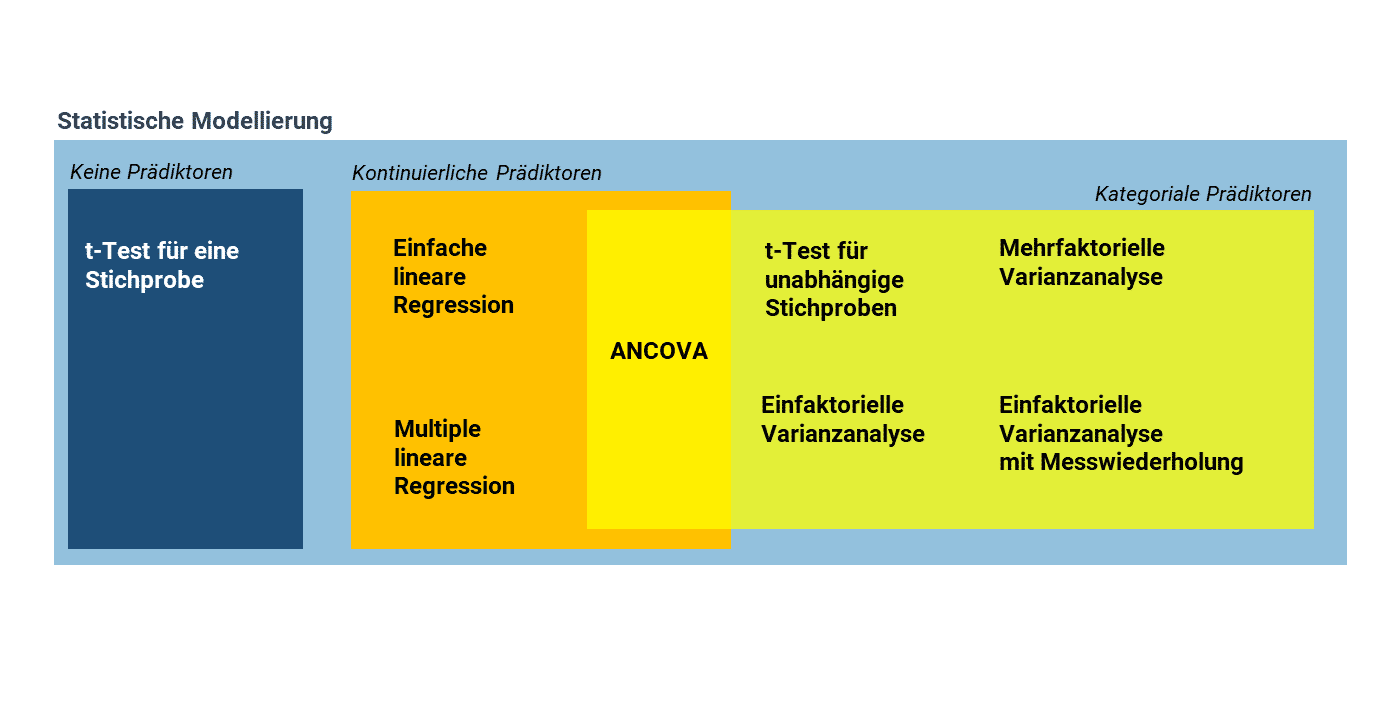 Statistische Modellierung
Keine Prädiktoren
t-Test für eine
Stichprobe
Kontinuierliche Prädiktoren
Einfache
lineare
Regression
Multiple
lineare
Regression
ANCOVA
Kategoriale Prädiktoren
t-Test für
unabhängige
Stichproben
Mehrfaktorielle
Varianzanalyse
Einfaktorielle
Varianzanalyse
Einfaktorielle
Varianzanalyse
mit Messwiederholung